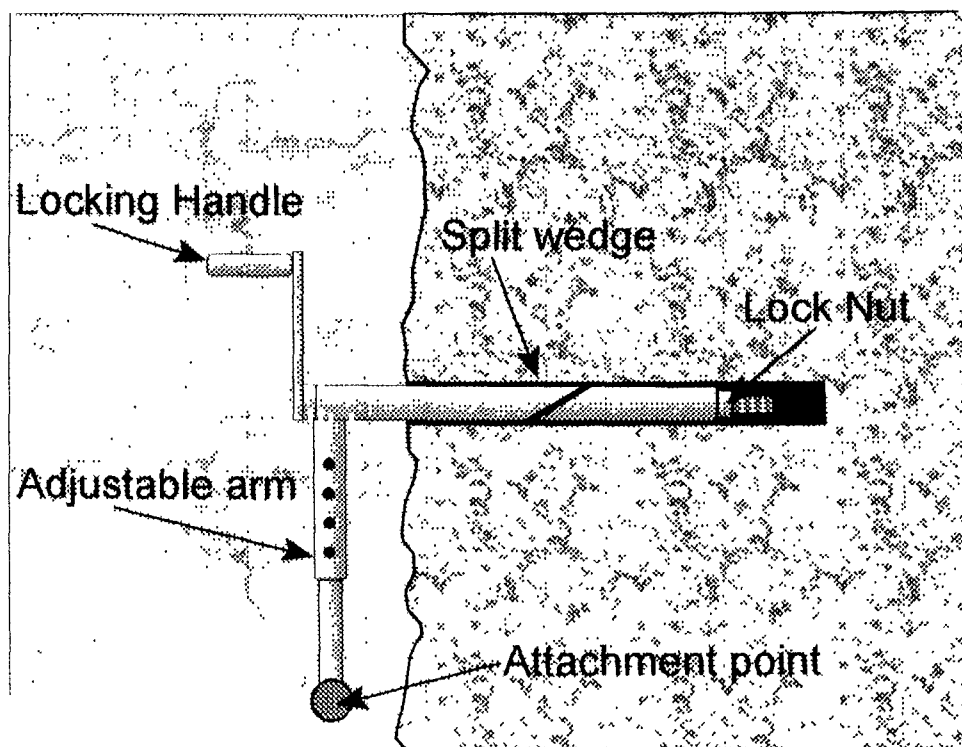 Locking Handle
Split wedge
Lock Nut
Adjustable arm
Attachment point